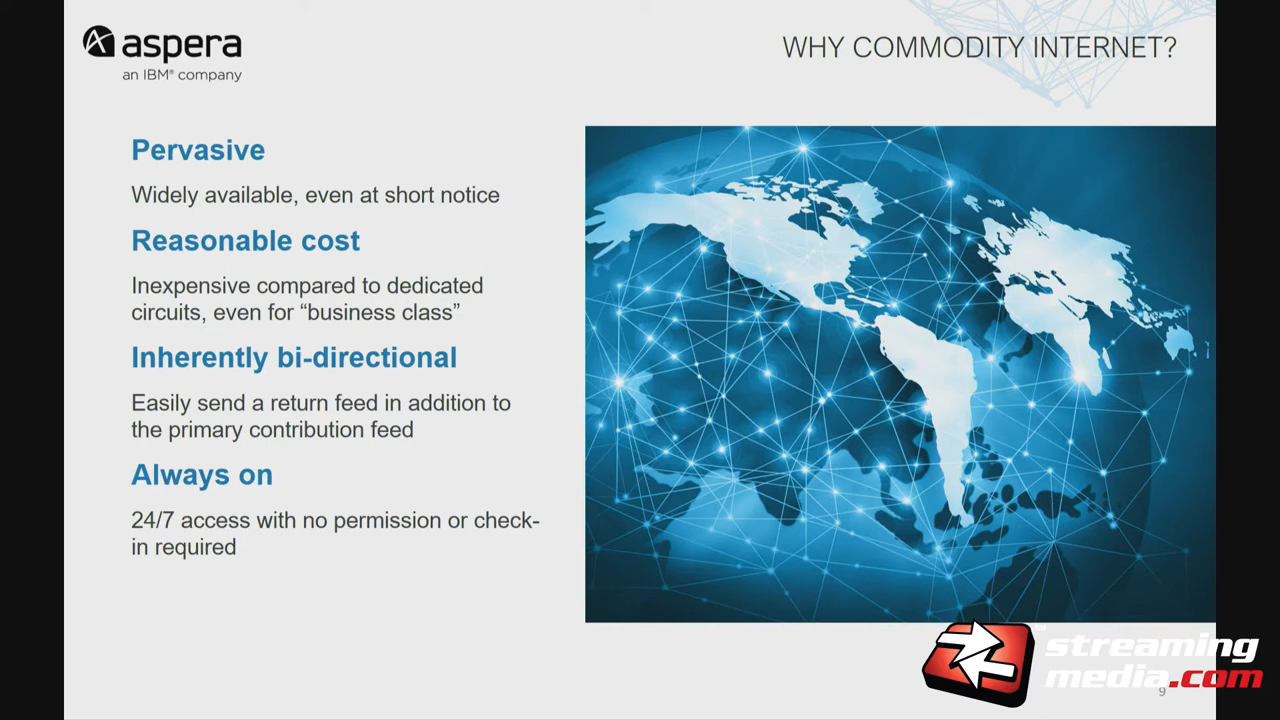 aspera
an IBM® company
WHY COMMODITY INTERNET?
Pervasive
Widely available, even at short notice
Reasonable cost
Inexpensive compared to dedicated
circuits, even for “business class”
Inherently bi-directional
Easily send a return feed in addition to
the primary contribution feed
Always on
24/7 access with no permission or check-
in required
streaming
media.com
9